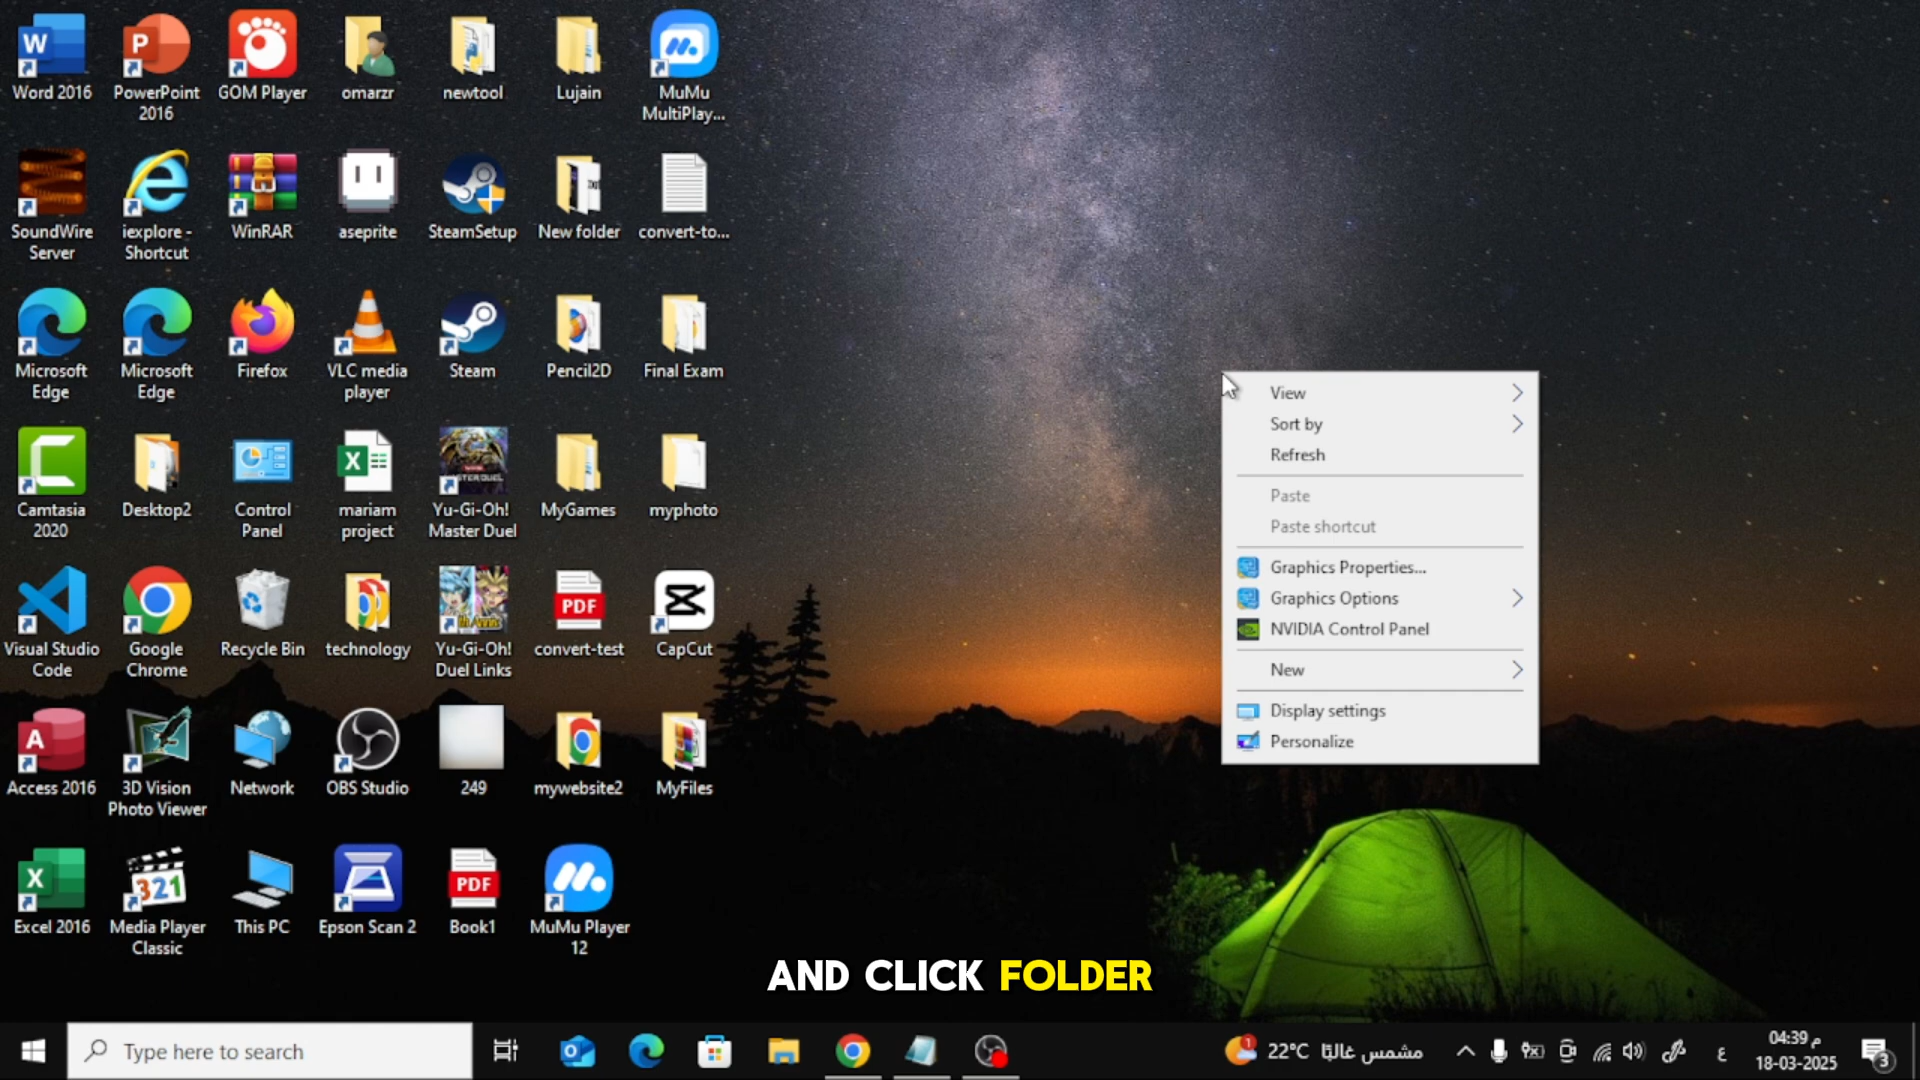 Word 2016
PowerPoint
2016
GOM Player
omarzr
newtool
Lujain
MuMu
MultiPlay...
SoundWire
Server
iexplore -
Shortcut
WinRAR
aseprite
SteamSetup
New folder
convert-to...
Microsoft
Edge
Microsoft
Edge
Firefox
VLC media
player
Steam
Pencil2D
Final Exam
Camtasia
2020
Desktop2
Control
Panel
mariam
project
Yu-Gi-Oh!
Master Duel
MyGames
myphoto
Visual Studio
Code
Google
Chrome
Recycle Bin
technology
Yu-Gi-Oh!
Duel Links
PDF
convert-test
CapCut
Access 2016
3D Vision
Photo Viewer
Network
OBS Studio
249
mywebsite2
MyFiles
Excel 2016
321
Media Player
Classic
This PC
Epson Scan 2
PDF
Book1
MuMu Player
12
View
Sort by
Refresh
Paste
Paste shortcut
Graphics Properties...
Graphics Options
NVIDIA Control Panel
New
Display settings
Personalize
AND CLICK FOLDER
Type here to search
1
22°C مشمس غالبًا
ع
04:39 م
18-03-2025
3